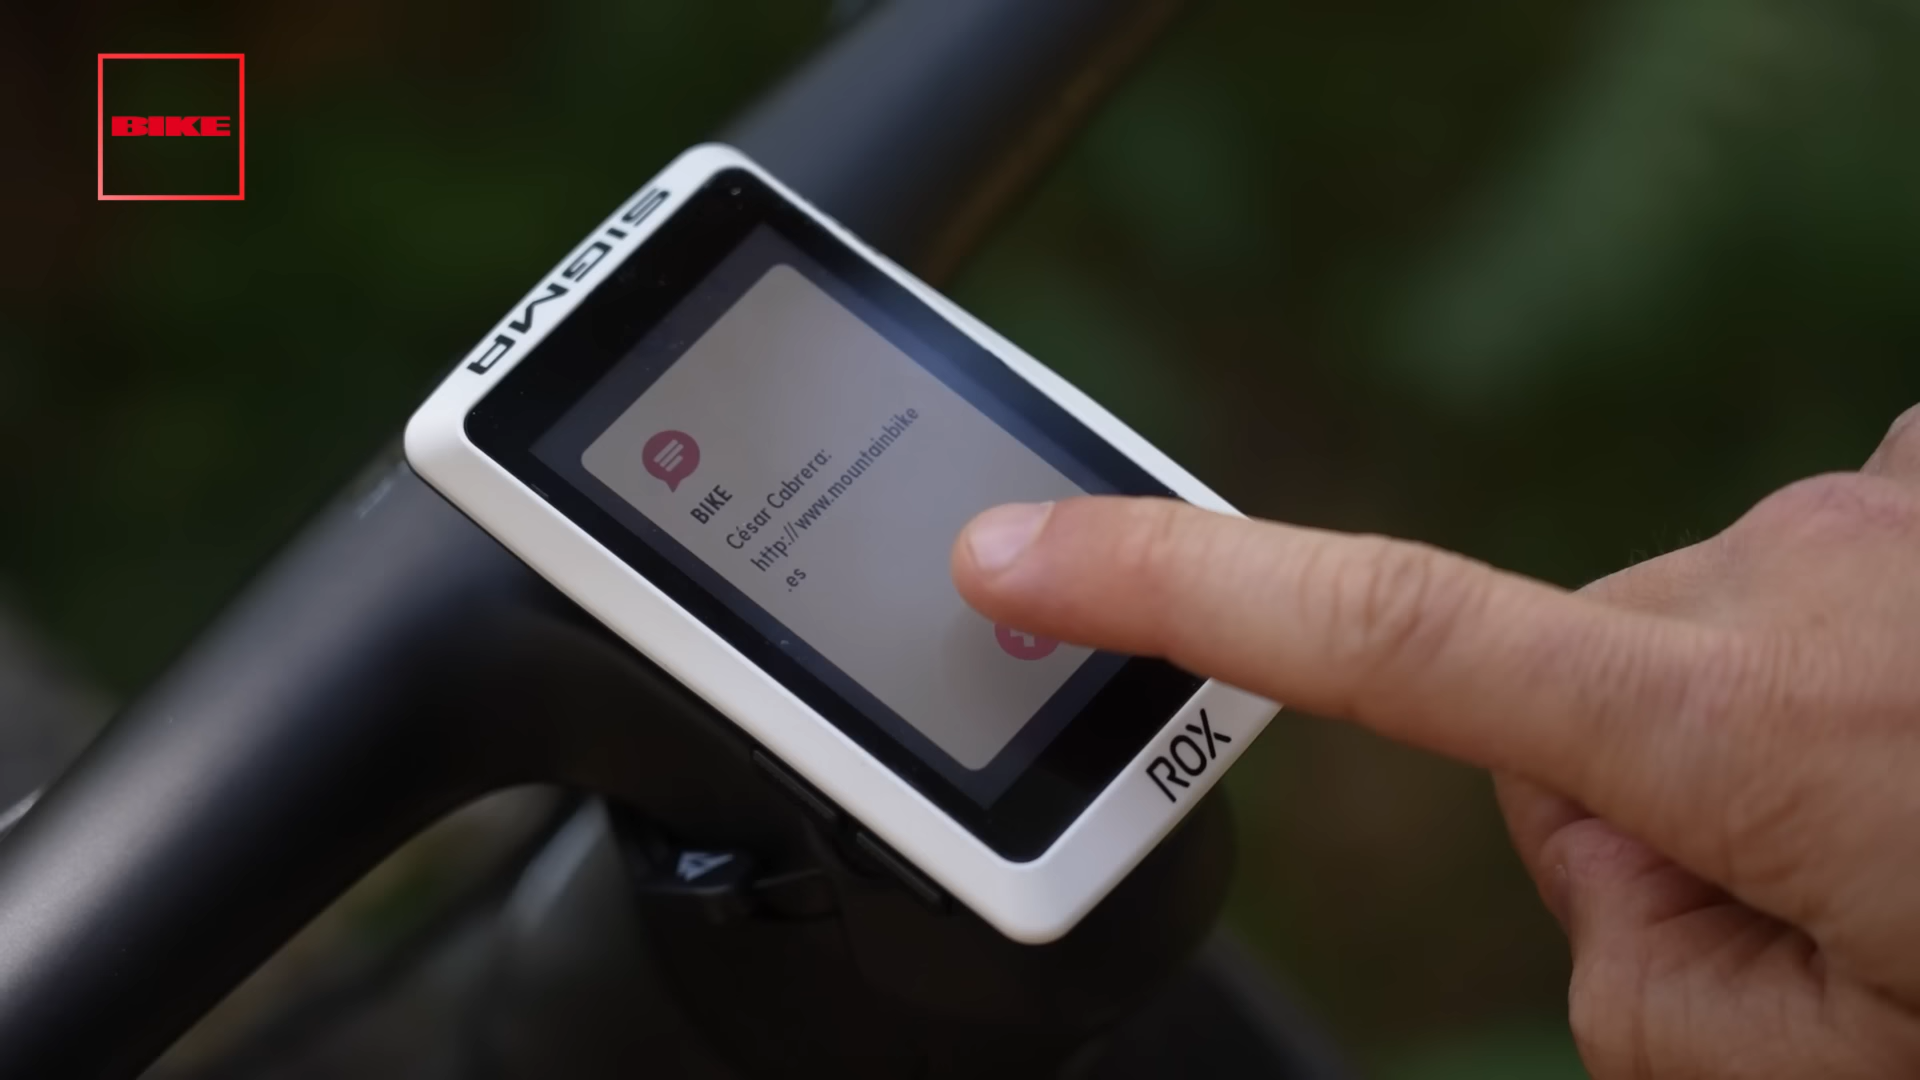 BIKE
SIGMA
BIKE
César Cabrera:
http://www.mountainbike
.es
ROX